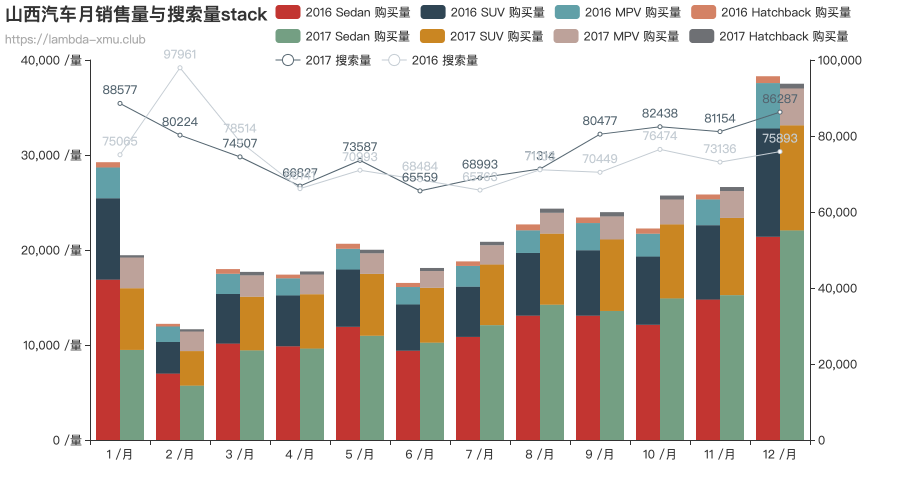 山西汽车月销售量与搜索量stack
https://lambda-xmu.club
2016 Sedan 购买量 2016 SUV 购买量 2016 MPV 购买量 2016 Hatchback 购买量
2017 Sedan 购买量 2017 SUV 购买量 2017 MPV 购买量 2017 Hatchback 购买量
2017 搜索量 2016 搜索量
40,000 /量
30,000 /量
20,000 /量
10,000 /量
0 /量
100,000
80,000
60,000
40,000
20,000
0
88577
80224
74507
66827
73587
65559
68993
80477
82438
81154
86287
75065
97961
78514
70993
68484
70449
76474
73136
75893
1 /月 2 /月 3 /月 4 /月 5 /月 6 /月 7 /月 8 /月 9 /月 10 /月 11 /月 12 /月